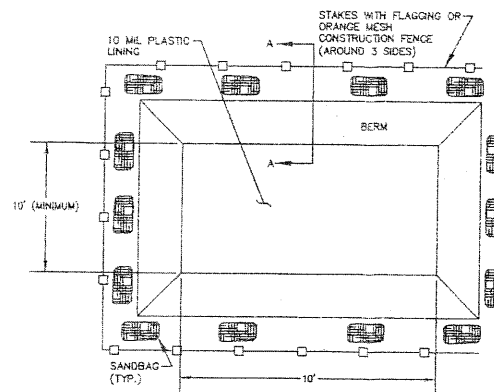 STAKES WITH FLAGGING OR
ORANGE MESH
CONSTRUCTION FENCE
(AROUND 3 SIDES)
10 MIL PLASTIC
LINING
A
BERM
A
10' (MINIMUM)
SANDBAG
(TYP.)
10'